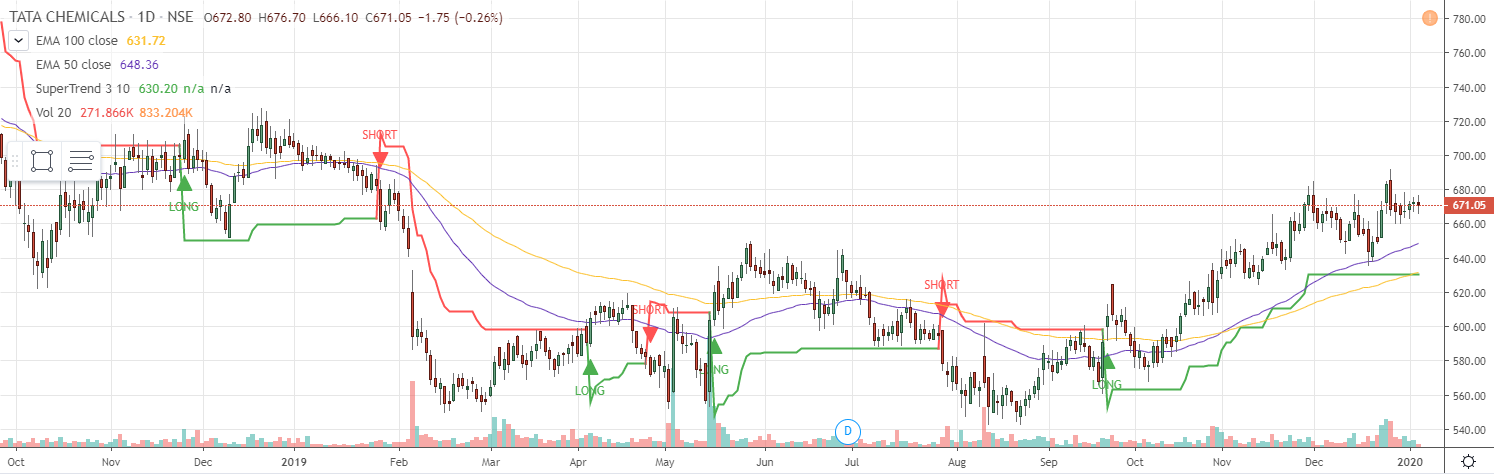 TATA CHEMICALS · 1D · NSE O672.80 H676.70 L666.10 C671.05 −1.75 (−0.26%)
EMA 100 close 631.72
EMA 50 close 648.36
SuperTrend 3 10 630.20 n/a n/a
Vol 20 271.866K 833.204K
780.00
760.00
740.00
720.00
700.00
680.00
671.05
660.00
640.00
620.00
600.00
580.00
560.00
540.00
SHORT
LONG
SHORT
SHORT
LONG
LONG
D
Oct Nov Dec 2019 Feb Mar Apr May Jun Jul Aug Sep Oct Nov Dec 2020